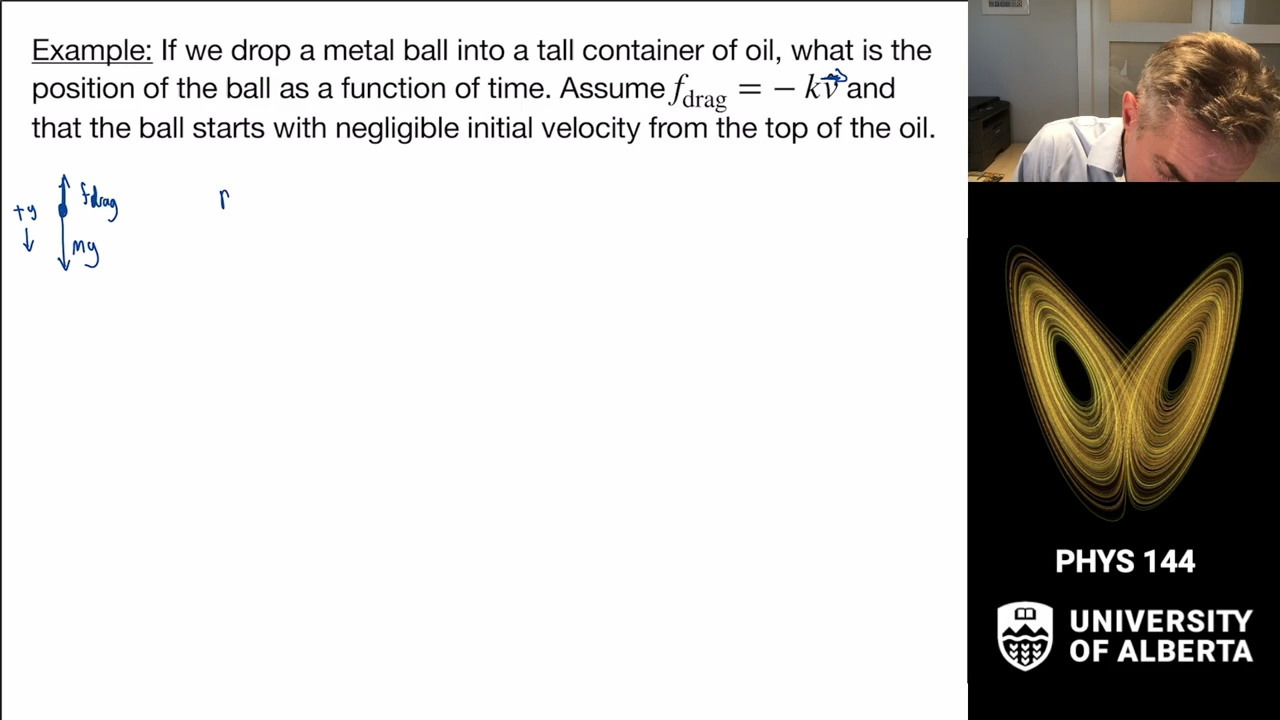 Example: If we drop a metal ball into a tall container of oil, what is the
position of the ball as a function of time. Assume f_drag = − kv⃗ and
that the ball starts with negligible initial velocity from the top of the oil.
fdrag
+y
mg
r
PHYS 144
UNIVERSITY
OF ALBERTA